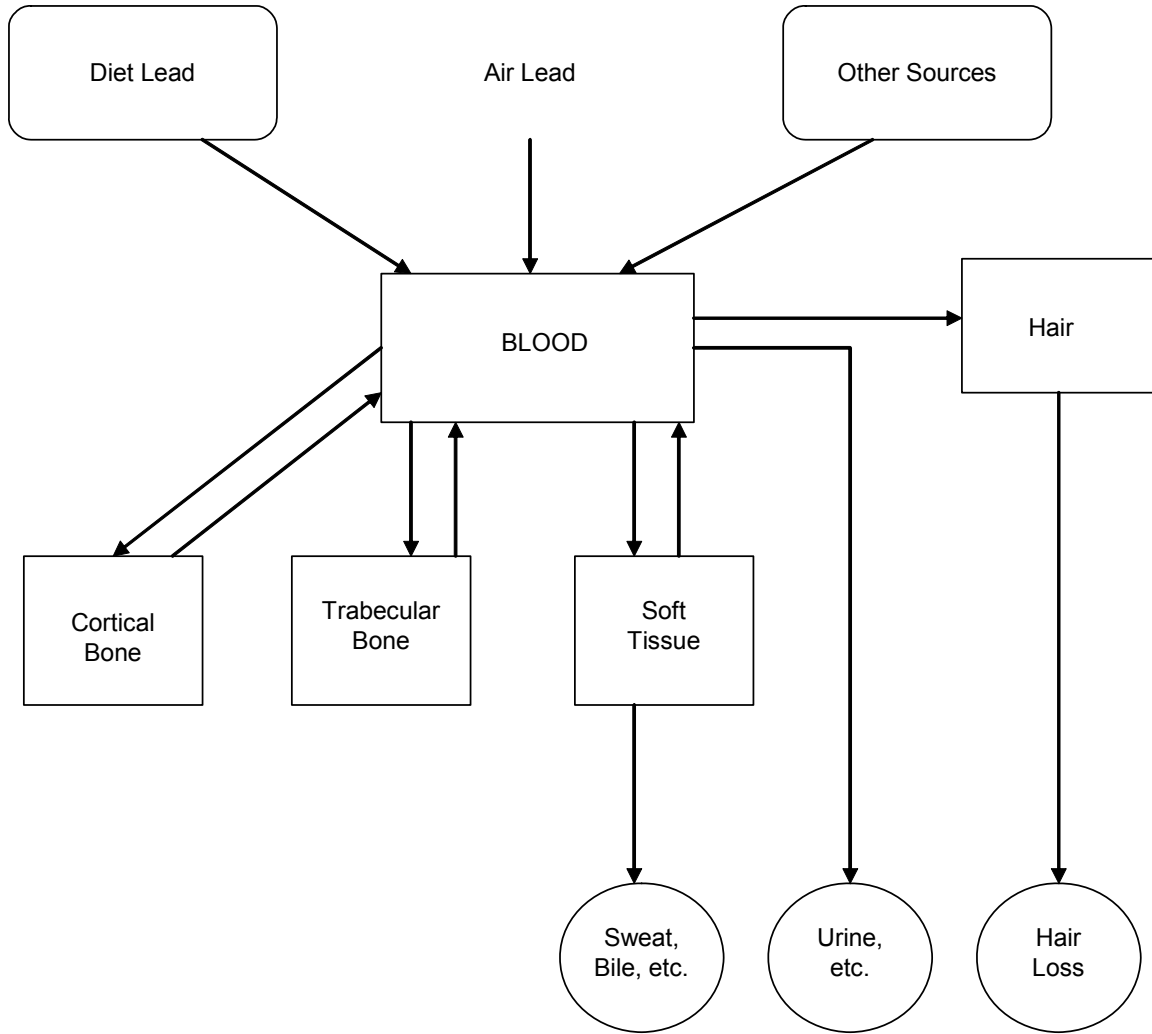 Diet Lead
Air Lead
Other Sources
BLOOD
Hair
Cortical
Bone
Trabecular
Bone
Soft
Tissue
Sweat,
Bile, etc.
Urine,
etc.
Hair
Loss